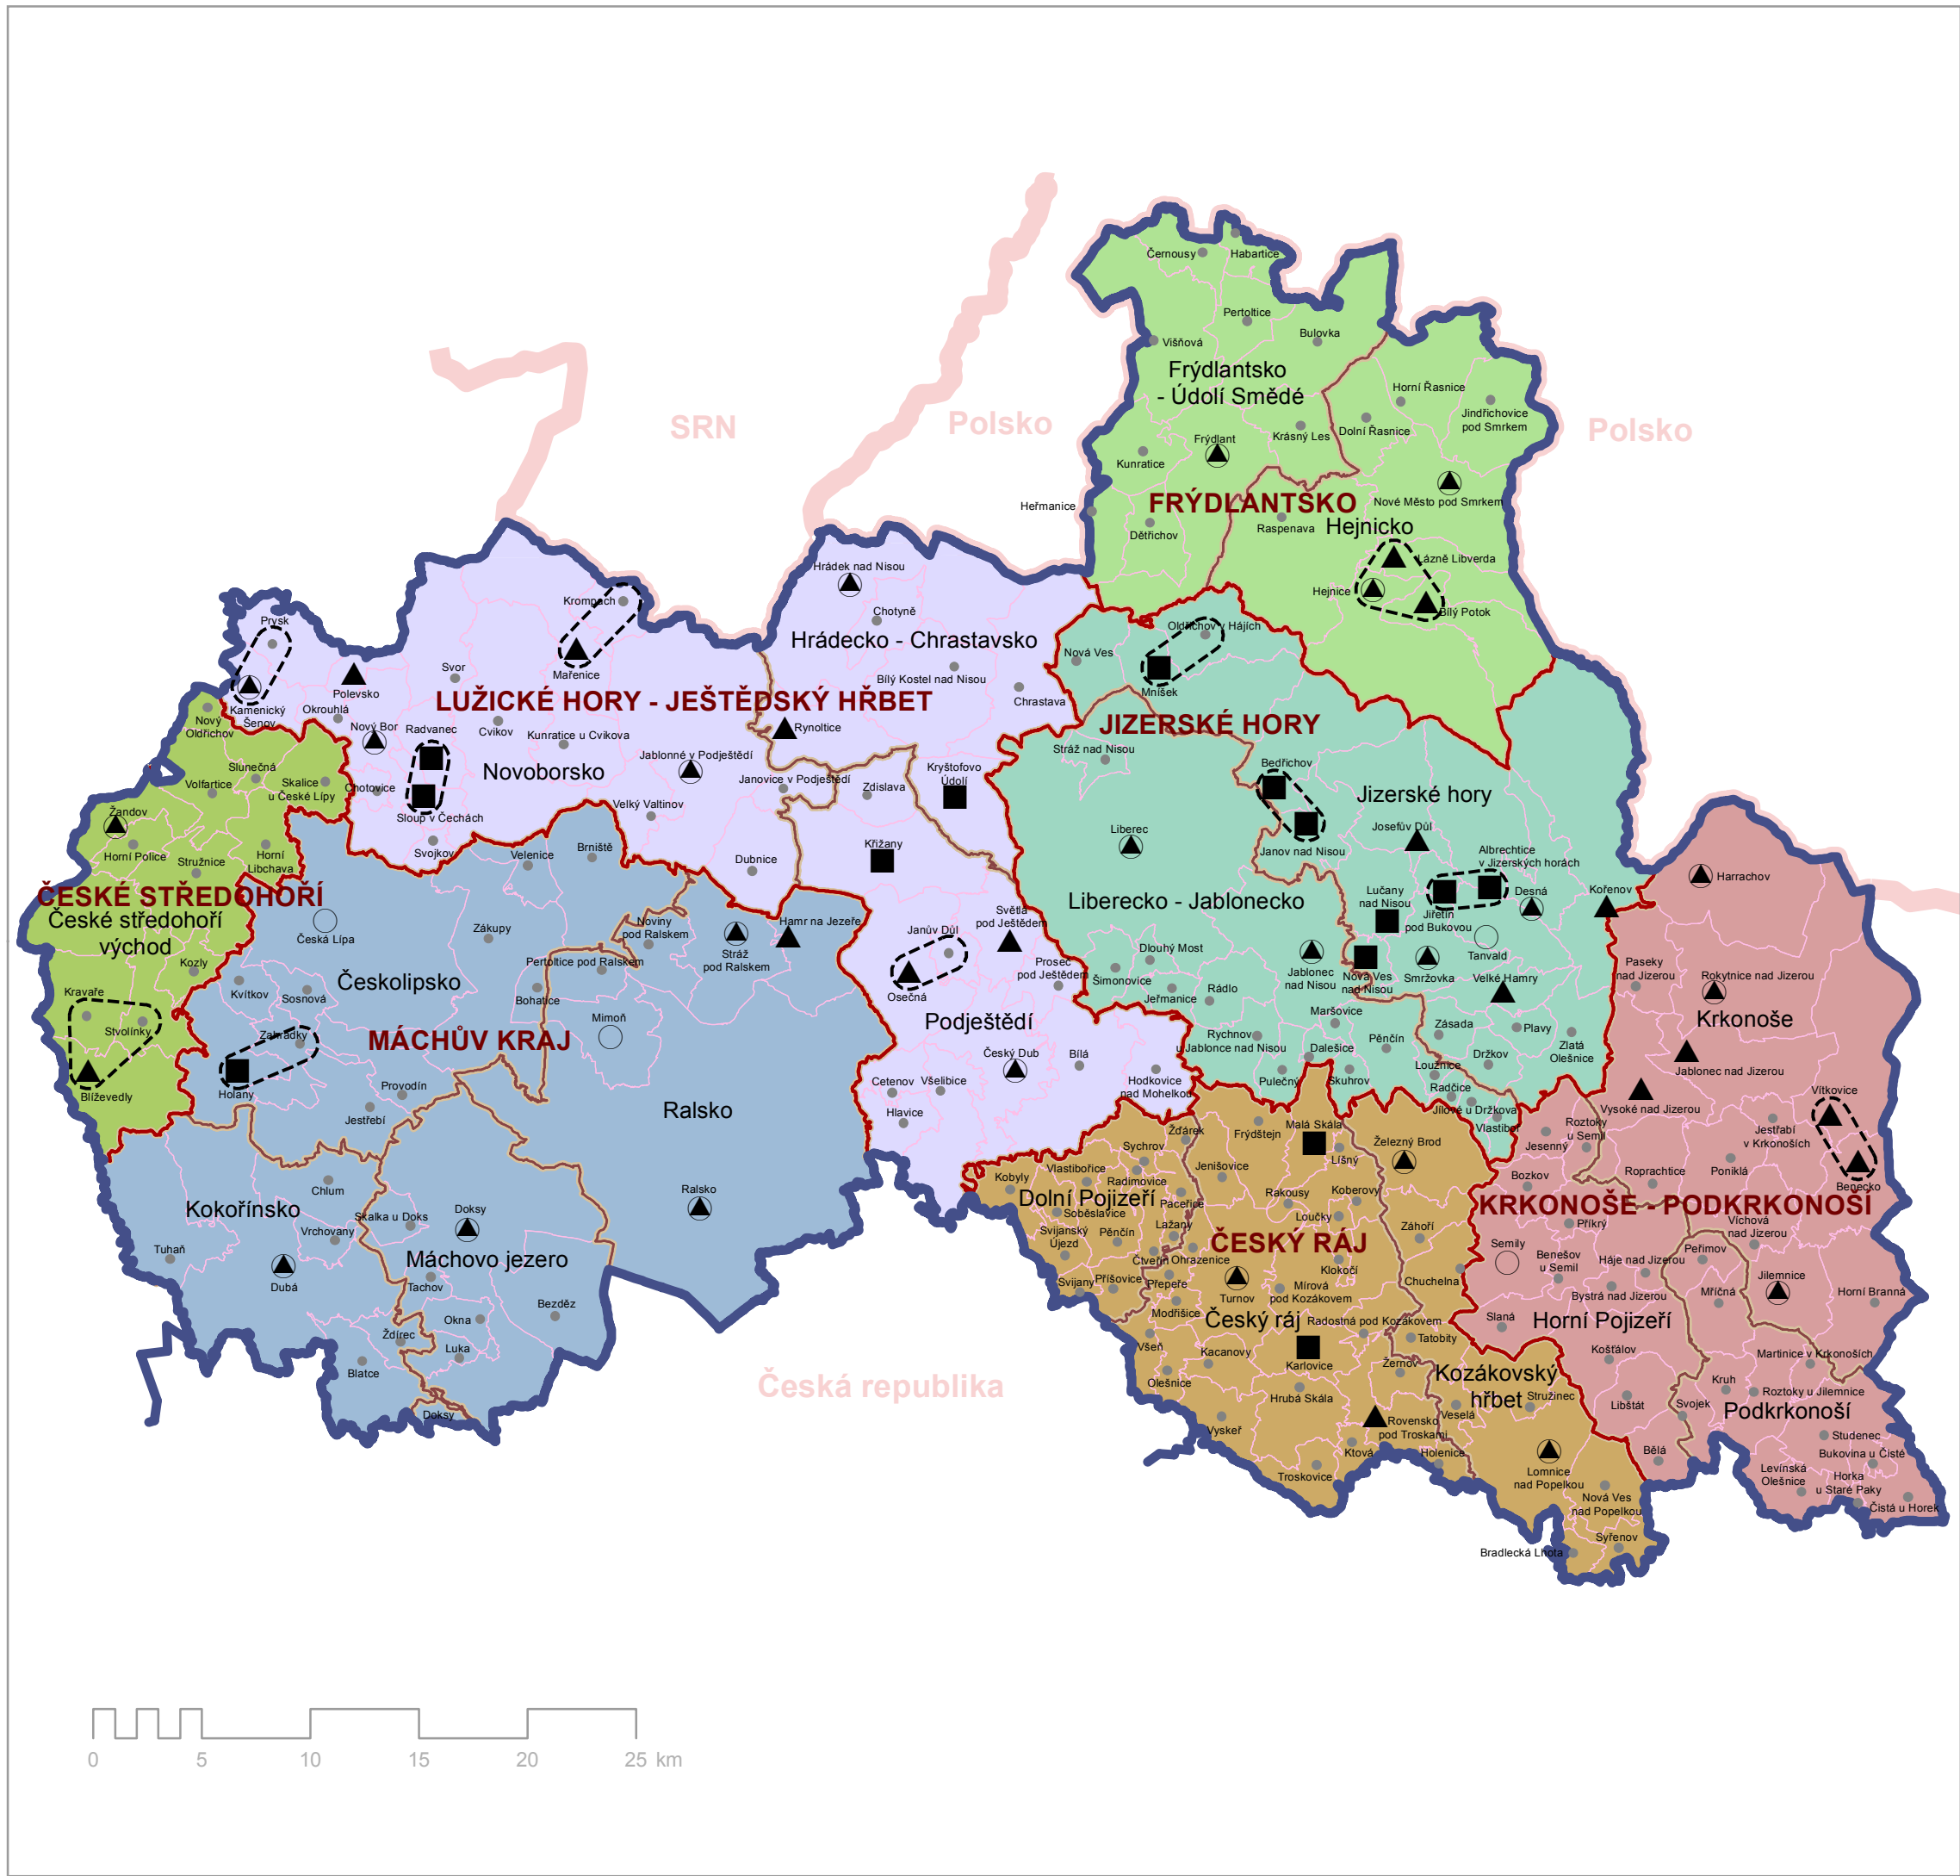 SRN
Polsko
Polsko
Česká republika
FRÝDLANTSKO
Frýdlantsko
- Údolí Smědé
Černousy
Habartice
Pertoltice
Bulovka
Višňová
Kunratice
Frýdlant
Krásný Les
Heřmanice
Dětřichov
Hejnicko
Horní Řasnice
Dolní Řasnice
Jindřichovice
pod Smrkem
Nové Město pod Smrkem
Raspenava
Lázně Libverda
Hejnice
Bílý Potok
LUŽICKÉ HORY - JEŠTĚDSKÝ HŘBET
Hrádecko - Chrastavsko
Hrádek nad Nisou
Chotyně
Bílý Kostel nad Nisou
Chrastava
Rynoltice
Kryštofovo
Údolí
Novoborsko
Prysk
Kamenický
Šenov
Polevsko
Okrouhlá
Svor
Krompach
Mařenice
Nový Bor
Radvanec
Cvikov
Kunratice u Cvikova
Jablonné v Podještědí
Chotovice
Sloup v Čechách
Svojkov
Velký Valtinov
Janovice v Podještědí
Dubnice
Podještědí
Zdislava
Křižany
Janův Důl
Osečná
Světlá
pod Ještědem
Proseč
pod Ještědem
Český Dub
Bílá
Cetenov
Všelibice
Hlavice
Hodkovice
nad Mohelkou
JIZERSKÉ HORY
Oldřichov v Hájích
Nová Ves
Mníšek
Stráž nad Nisou
Liberecko - Jablonecko
Liberec
Dlouhý Most
Šimonovice
Jeřmanice
Rádlo
Rychnov
u Jablonce nad Nisou
Pulečný
Jablonec
nad Nisou
Maršovice
Dalešice
Pěnčín
Skuhrov
Jizerské hory
Bedřichov
Janov nad Nisou
Josefův Důl
Albrechtice
v Jizerských horách
Lučany
nad Nisou
Jiřetín
pod Bukovou
Desná
Kořenov
Tanvald
Nová Ves
nad Nisou
Smržovka
Velké Hamry
Zásada
Plavy
Zlatá
Olešnice
Držkov
Loužnice
Radčice
Jílové u Držkova
Vlastiboř
ČESKÉ STŘEDOHOŘÍ
České středohoří
východ
Nový
Oldřichov
Slunečná
Volfartice
Skalice
u České Lípy
Žandov
Horní Police
Stružnice
Horní
Libchava
Kozly
Kravaře
Stvolínky
Blíževedly
MÁCHŮV KRAJ
Českolipsko
Česká Lípa
Velenice
Brniště
Zákupy
Kvítkov
Sosnová
Bohatice
Zahrádky
Holany
Provodín
Jestřebí
Ralsko
Noviny
pod Ralskem
Stráž
pod Ralskem
Hamr na Jezeře
Pertoltice pod Ralskem
Mimoň
Ralsko
Kokořínsko
Chlum
Vrchovany
Tuhaň
Dubá
Ždírec
Blatce
Máchovo jezero
Skalka u Doks
Doksy
Tachov
Okna
Luka
Bezděz
Doksy
ČESKÝ RÁJ
Dolní Pojizeří
Kobyly
Vlastibořice
Sychrov
Žďárek
Radimovice
Paceřice
Soběslavice
Lažany
Svijanský
Újezd
Pěnčín
Čtveřín
Ohrazenice
Svijany
Příšovice
Přepeře
Modřišice
Český ráj
Frýdštejn
Malá Skála
Jenišovice
Líšný
Rakousy
Koberovy
Loučky
Klokočí
Turnov
Mírová
pod Kozákovem
Radostná pod Kozákovem
Všeň
Kacanovy
Karlovice
Olešnice
Hrubá Skála
Žernov
Vyskeř
Rovensko
pod Troskami
Ktová
Troskovice
Kozákovský
hřbet
Železný Brod
Záhoří
Chuchelna
Tatobity
Stružinec
Veselá
Holenice
Lomnice
nad Popelkou
Nová Ves
nad Popelkou
Syřenov
Bradlecká Lhota
KRKONOŠE - PODKRKONOŠÍ
Krkonoše
Harrachov
Paseky
nad Jizerou
Rokytnice nad Jizerou
Jablonec nad Jizerou
Vysoké nad Jizerou
Vítkovice
Jestřabí
v Krkonoších
Poniklá
Benecko
Víchová
nad Jizerou
Jilemnice
Horní Branná
Horní Pojizeří
Roztoky
u Semil
Jesenný
Bozkov
Roprachtice
Příkrý
Semily
Benešov
u Semil
Háje nad Jizerou
Bystrá nad Jizerou
Slaná
Košťálov
Libštát
Svojek
Bělá
Podkrkonoší
Peřimov
Mříčná
Martinice v Krkonoších
Kruh
Roztoky u Jilemnice
Studenec
Bukovina u Čisté
Levínská
Olešnice
Horka
u Staré Paky
Čistá u Horek
0 5 10 15 20 25 km